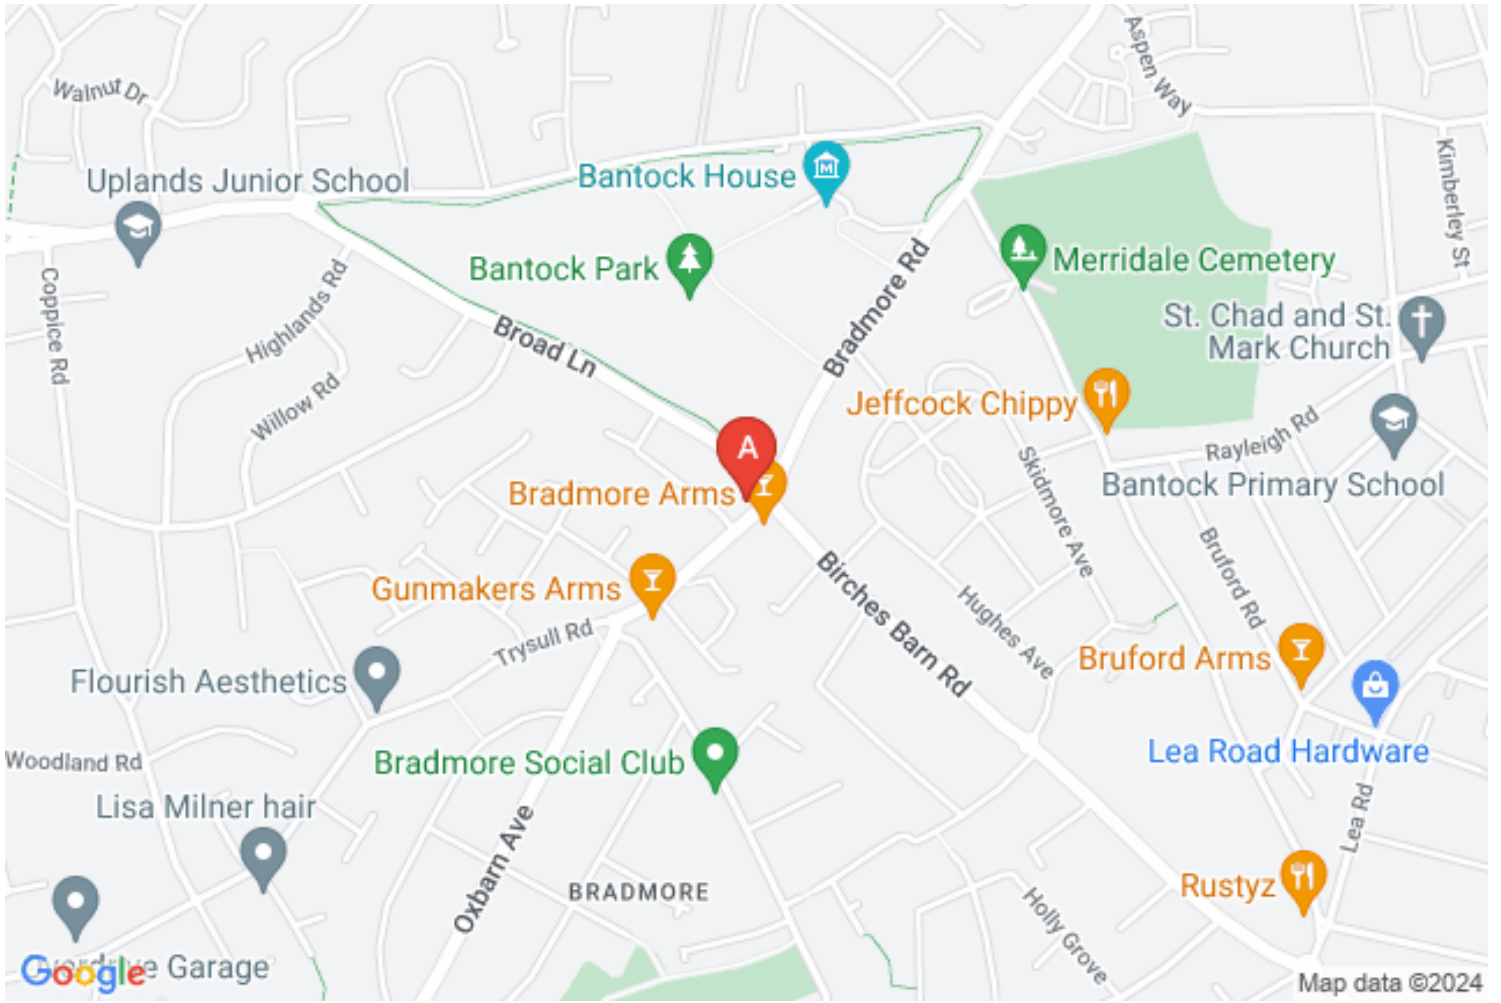 Aspen Way
Walnut Dr
Kimberley St
Uplands Junior School
Bantock House
Bantock Park
Merridale Cemetery
Bradmore Rd
Coppice Rd
Highlands Rd
Broad Ln
St. Chad and St.
Mark Church
Willow Rd
Jeffcock Chippy
Rayleigh Rd
A
Skidmore Ave
Bradmore Arms
Bantock Primary School
Bruford Rd
Gunmakers Arms
Birches Barn Rd
Hughes Ave
Trysull Rd
Bruford Arms
Flourish Aesthetics
Woodland Rd
Bradmore Social Club
Lea Road Hardware
Lisa Milner hair
Lea Rd
Oxbarn Ave
BRADMORE
Rustyz
Holly Grove
Garage
Google
Map data ©2024